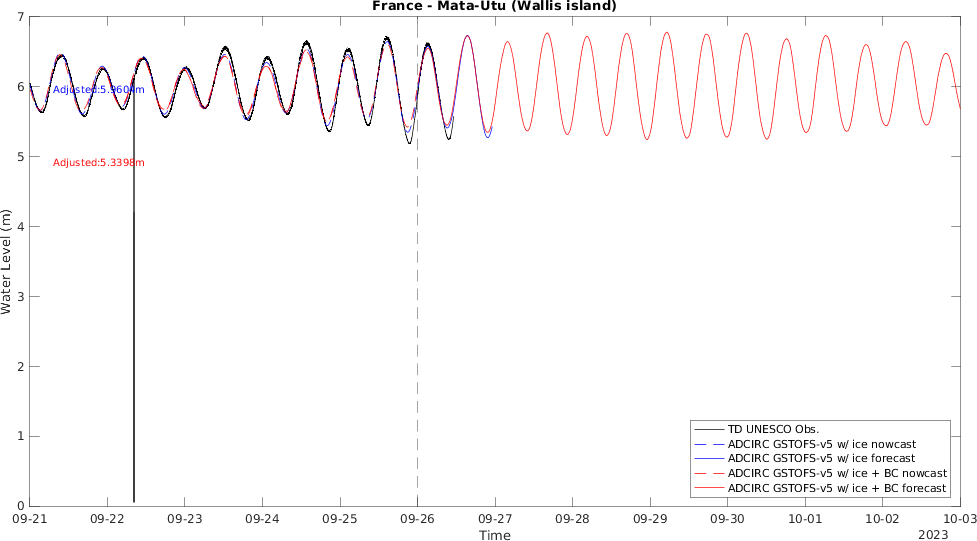 France - Mata-Utu (Wallis island)
7
6
5
4
3
2
1
0
Water Level (m)
Adjusted:5.9604m
Adjusted:5.3398m
TD UNESCO Obs.
ADCIRC GSTOFS-v5 w/ ice nowcast
ADCIRC GSTOFS-v5 w/ ice forecast
ADCIRC GSTOFS-v5 w/ ice + BC nowcast
ADCIRC GSTOFS-v5 w/ ice + BC forecast
09-21 09-22 09-23 09-24 09-25 09-26 09-27 09-28 09-29 09-30 10-01 10-02 10-03
Time
2023